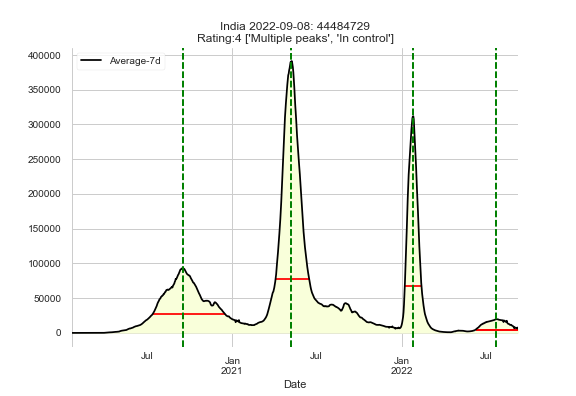 India 2022-09-08: 44484729
Rating:4 ['Multiple peaks', 'In control']
Average-7d
400000
350000
300000
250000
200000
150000
100000
50000
0
Jul Jan Jul Jan Jul
2021 2022
Date